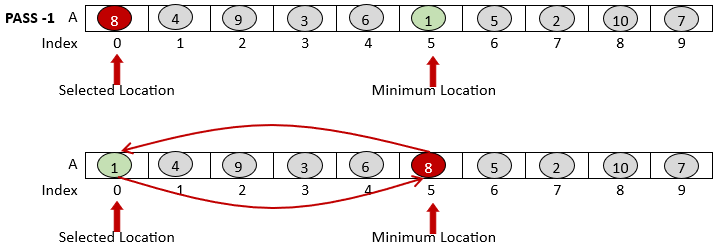 PASS -1 A 8 4 9 3 6 1 5 2 10 7
Index 0 1 2 3 4 5 6 7 8 9
Selected Location Minimum Location
A 1 4 9 3 6 8 5 2 10 7
Index 0 1 2 3 4 5 6 7 8 9
Selected Location Minimum Location